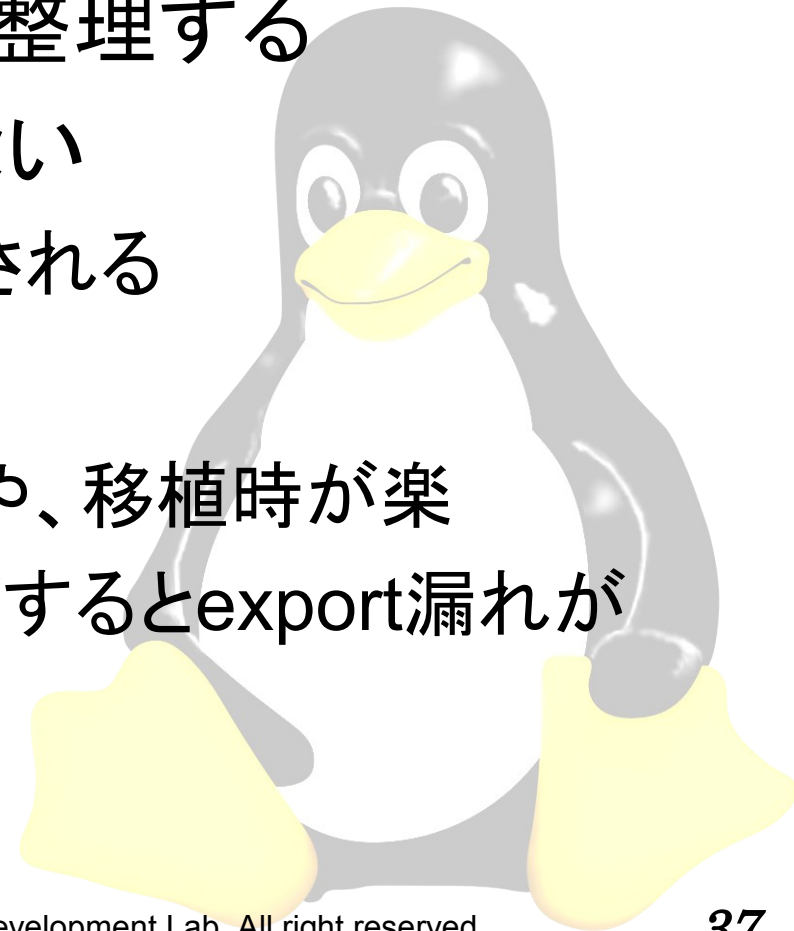 整理する
い
される
や、移植時が楽
するとexport漏れが
evelopment Lab. All right reserved
37